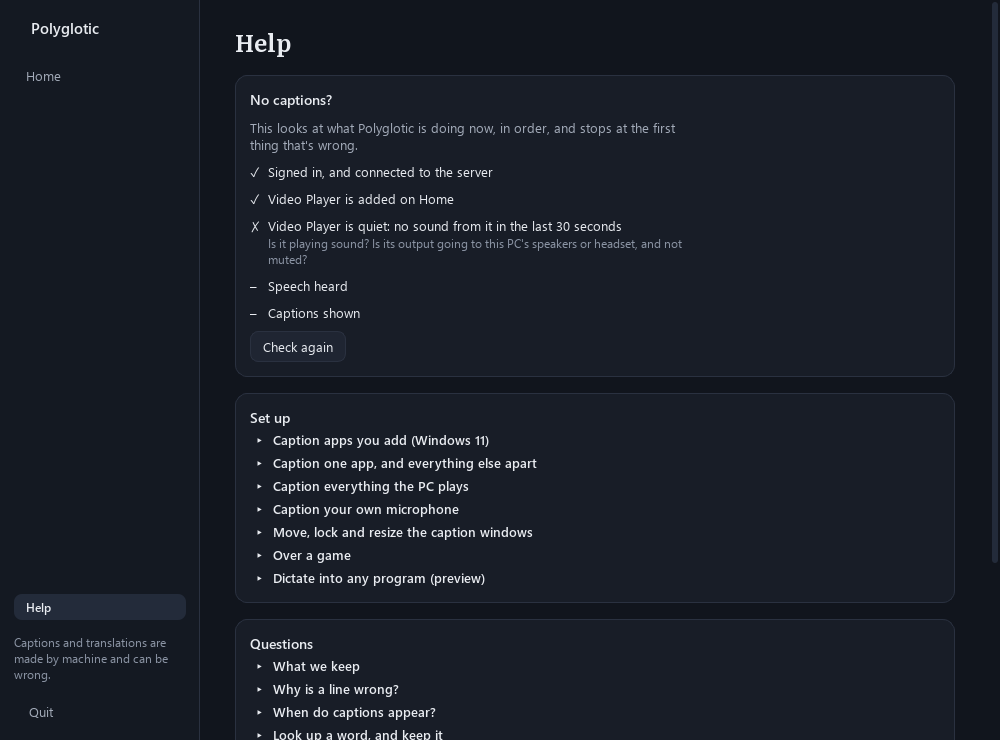 Polyglotic
Home
Help
Captions and translations are
made by machine and can be
wrong.
Quit
Help
No captions?
This looks at what Polyglotic is doing now, in order, and stops at the first
thing that's wrong.
✓ Signed in, and connected to the server
✓ Video Player is added on Home
✗ Video Player is quiet: no sound from it in the last 30 seconds
Is it playing sound? Is its output going to this PC's speakers or headset, and not
muted?
– Speech heard
– Captions shown
Check again
Set up
‣ Caption apps you add (Windows 11)
‣ Caption one app, and everything else apart
‣ Caption everything the PC plays
‣ Caption your own microphone
‣ Move, lock and resize the caption windows
‣ Over a game
‣ Dictate into any program (preview)
Questions
‣ What we keep
‣ Why is a line wrong?
‣ When do captions appear?
‣ Look up a word, and keep it